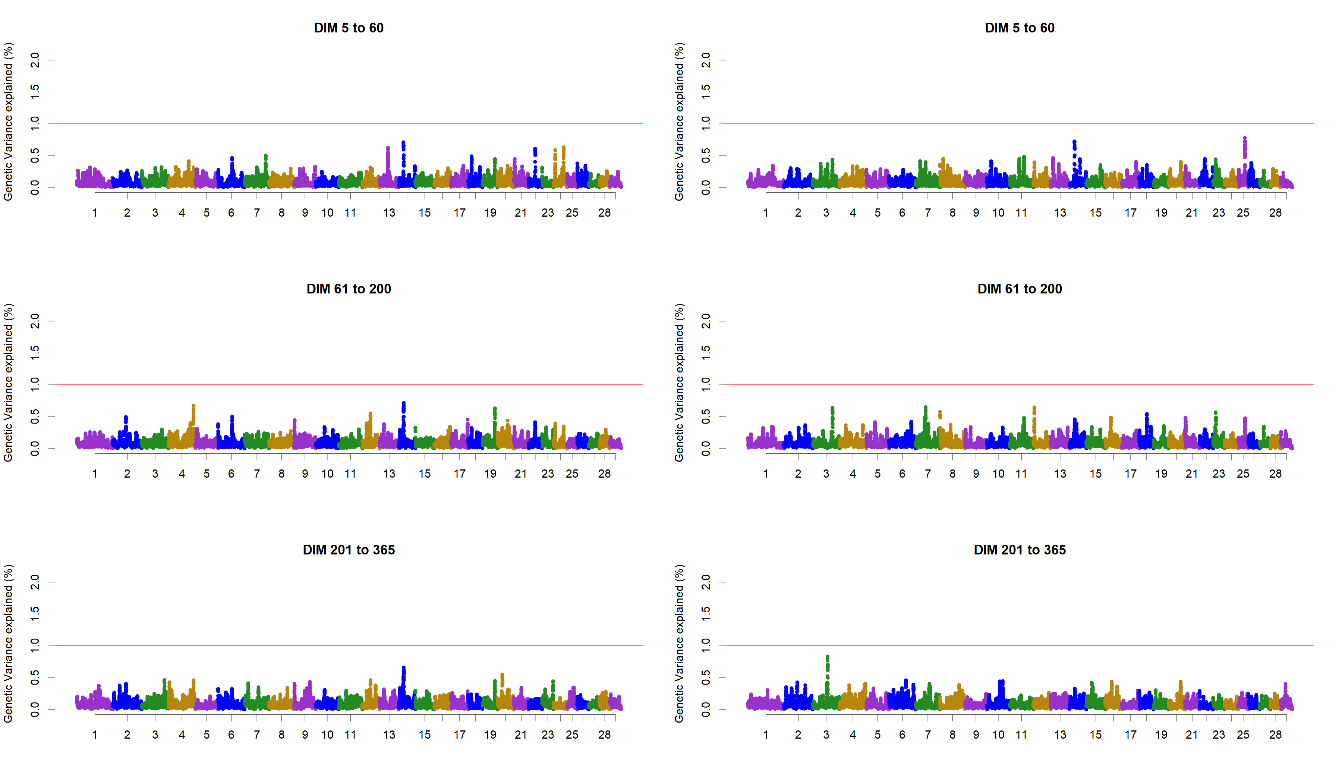 DIM 5 to 60
Genetic Variance explained (%)
0.0 0.5 1.0 1.5 2.0
1 2 3 4 5 6 7 8 9 10 11 13 15 17 19 21 23 25 28
DIM 5 to 60
Genetic Variance explained (%)
0.0 0.5 1.0 1.5 2.0
1 2 3 4 5 6 7 8 9 10 11 13 15 17 19 21 23 25 28
DIM 61 to 200
Genetic Variance explained (%)
0.0 0.5 1.0 1.5 2.0
1 2 3 4 5 6 7 8 9 10 11 13 15 17 19 21 23 25 28
DIM 61 to 200
Genetic Variance explained (%)
0.0 0.5 1.0 1.5 2.0
1 2 3 4 5 6 7 8 9 10 11 13 15 17 19 21 23 25 28
DIM 201 to 365
Genetic Variance explained (%)
0.0 0.5 1.0 1.5 2.0
1 2 3 4 5 6 7 8 9 10 11 13 15 17 19 21 23 25 28
DIM 201 to 365
Genetic Variance explained (%)
0.0 0.5 1.0 1.5 2.0
1 2 3 4 5 6 7 8 9 10 11 13 15 17 19 21 23 25 28